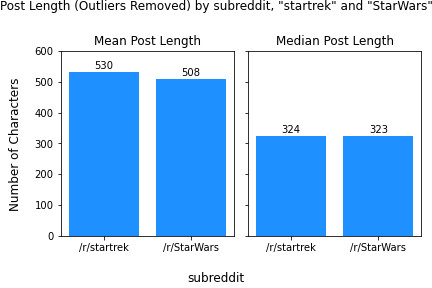 Post Length (Outliers Removed) by subreddit, "startrek" and "StarWars"
Mean Post Length
Median Post Length
Number of Characters
600
500
400
300
200
100
0
530
508
324
323
/r/startrek
/r/StarWars
/r/startrek
/r/StarWars
subreddit